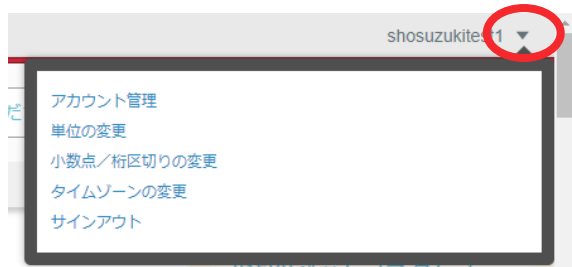 shosuzukitest1
アカウント管理
単位の変更
小数点／桁区切りの変更
タイムゾーンの変更
サインアウト